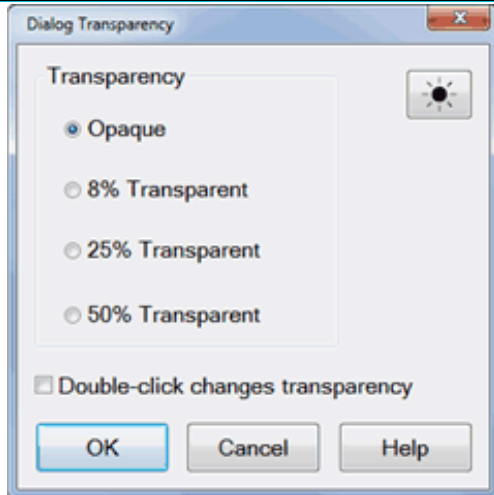 Dialog Transparency
Transparency
Opaque
8% Transparent
25% Transparent
50% Transparent
Double-click changes transparency
OK Cancel Help